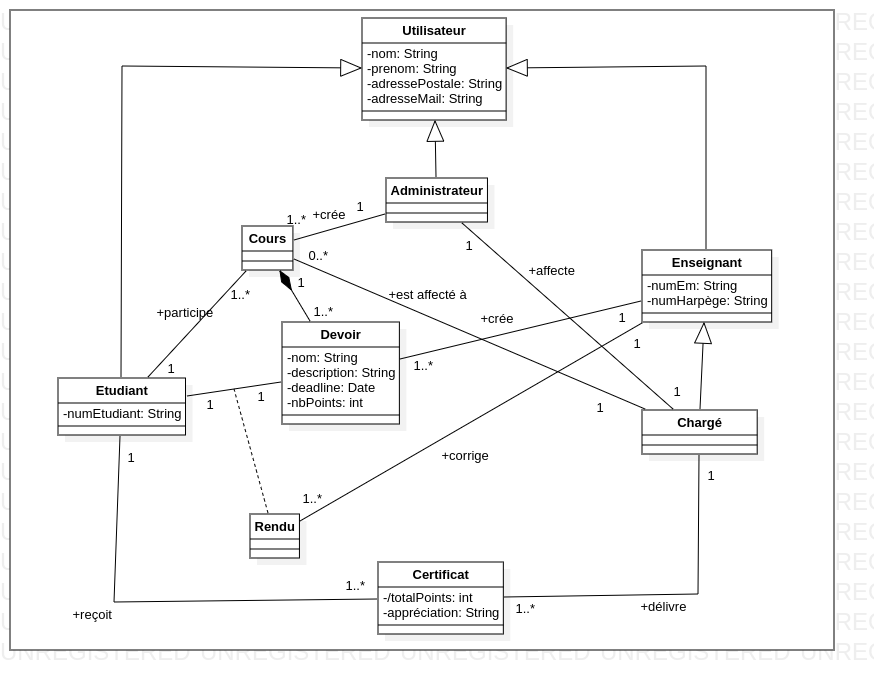 Utilisateur
-nom: String
-prenom: String
-adressePostale: String
-adresseMail: String
Administrateur
1..* +crée 1
Cours
0..*
1
+affecte
Enseignant
-numEm: String
-numHarpège: String
1
1..*
+est affecté à
+participe
1..*
+crée
1
1
Devoir
-nom: String
-description: String
-deadline: Date
-nbPoints: int
1..*
1
Etudiant
-numEtudiant: String
1
1
1
1
Chargé
1
+corrige
1
1..*
Rendu
Certificat
-/totalPoints: int
-appréciation: String
1..*
1..*
+reçoit
+délivre
UNREGISTERED UNREGISTERED UNREGISTERED UNREGISTERED